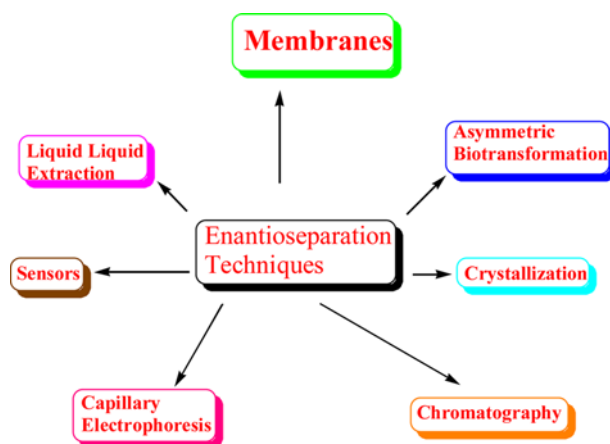 Membranes
Liquid Liquid
Extraction
Asymmetric
Biotransformation
Enantioseparation
Techniques
Sensors
Crystallization
Capillary
Electrophoresis
Chromatography